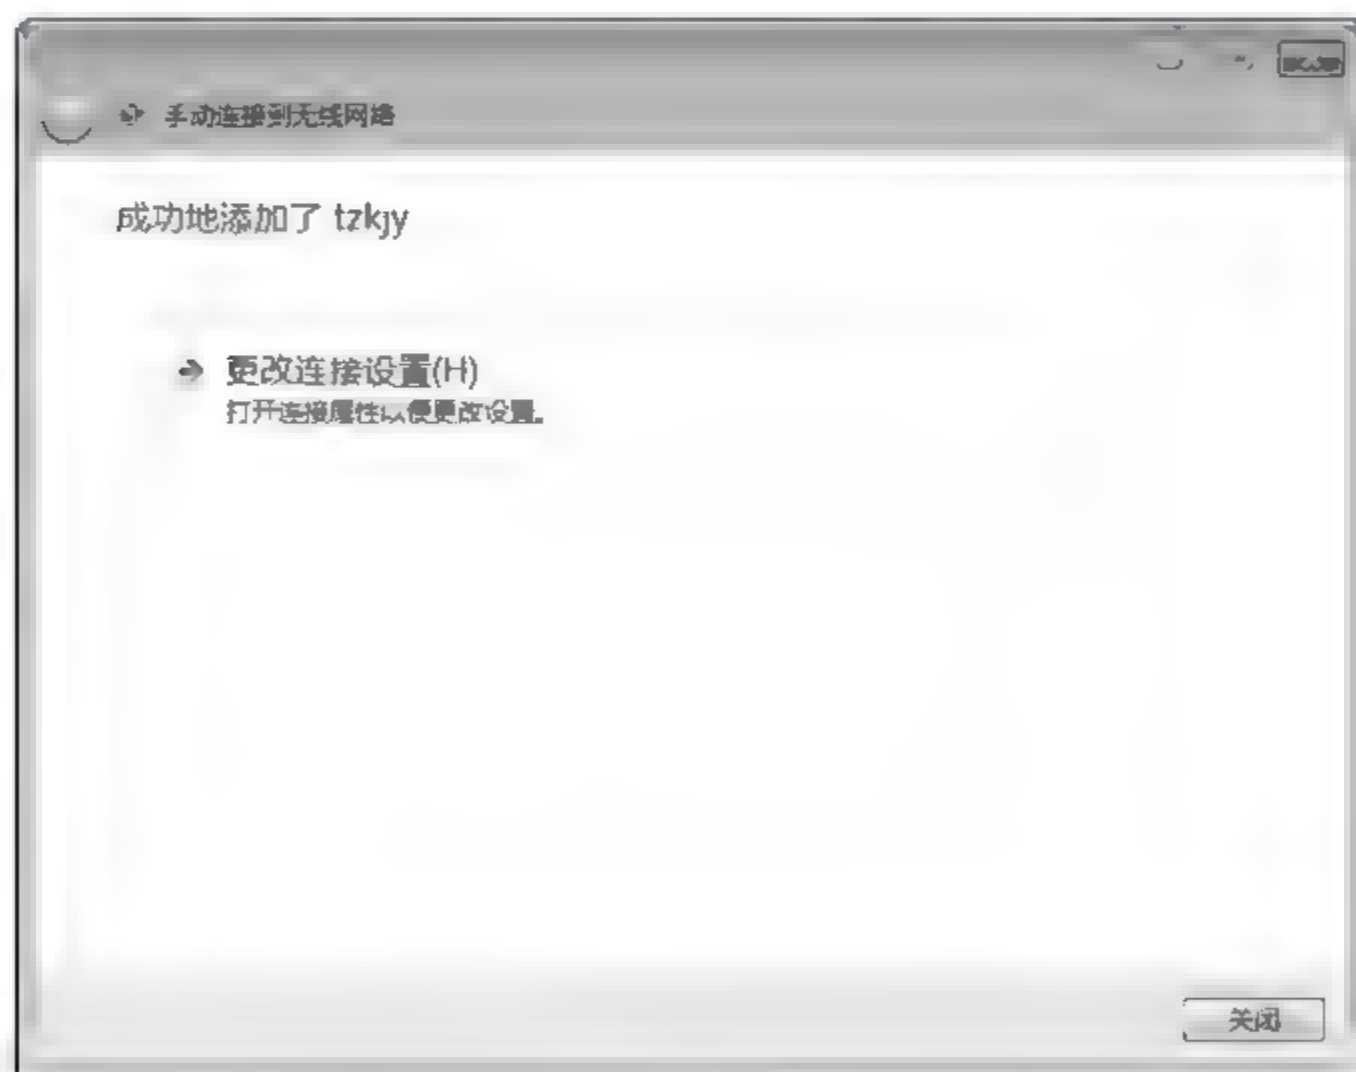 手动连接到无线网络
成功地添加了 tzkjy
更改连接设置(H)
打开连接属性以便更改设置。
关闭